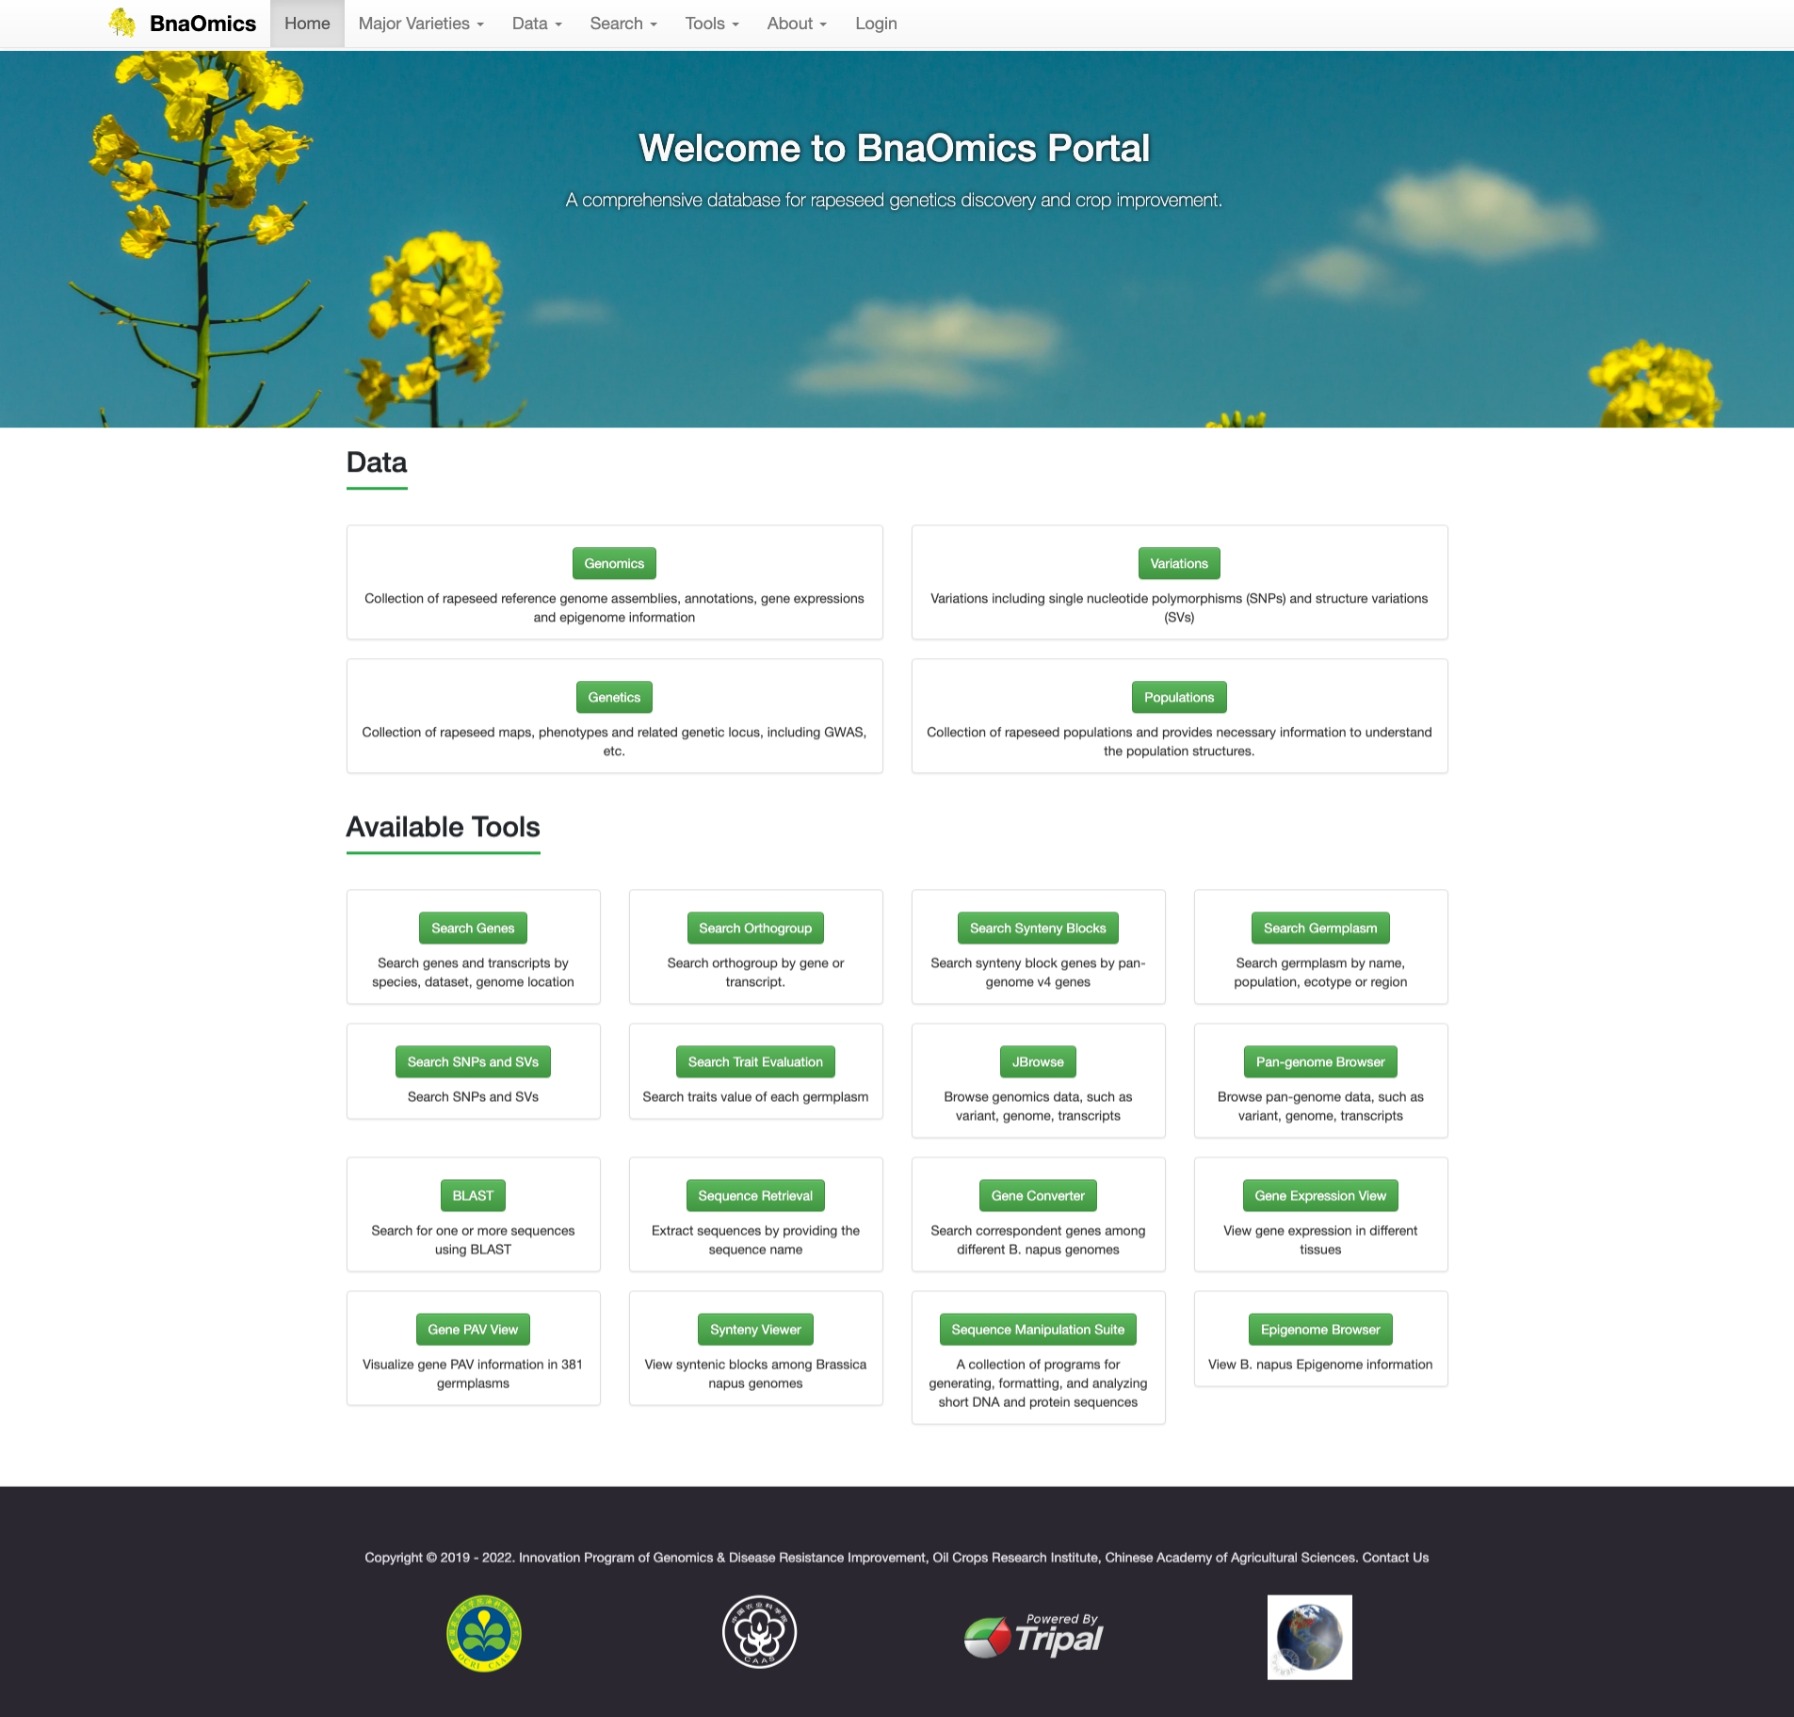 BnaOmics
Home
Major Varieties
Data
Search
Tools
About
Login
Welcome to BnaOmics Portal
A comprehensive database for rapeseed genetics discovery and crop improvement.
Data
Genomics
Collection of rapeseed reference genome assemblies, annotations, gene expressions
and epigenome information
Variations
Variations including single nucleotide polymorphisms (SNPs) and structure variations
(SVs)
Genetics
Collection of rapeseed maps, phenotypes and related genetic locus, including GWAS,
etc.
Populations
Collection of rapeseed populations and provides necessary information to understand
the population structures.
Available Tools
Search Genes
Search genes and transcripts by
species, dataset, genome location
Search Orthogroup
Search orthogroup by gene or
transcript.
Search Synteny Blocks
Search synteny block genes by pan-
genome v4 genes
Search Germplasm
Search germplasm by name,
population, ecotype or region
Search SNPs and SVs
Search SNPs and SVs
Search Trait Evaluation
Search traits value of each germplasm
JBrowse
Browse genomics data, such as
variant, genome, transcripts
Pan-genome Browser
Browse pan-genome data, such as
variant, genome, transcripts
BLAST
Search for one or more sequences
using BLAST
Sequence Retrieval
Extract sequences by providing the
sequence name
Gene Converter
Search correspondent genes among
different B. napus genomes
Gene Expression View
View gene expression in different
tissues
Gene PAV View
Visualize gene PAV information in 381
germplasms
Synteny Viewer
View syntenic blocks among Brassica
napus genomes
Sequence Manipulation Suite
A collection of programs for
generating, formatting, and analyzing
short DNA and protein sequences
Epigenome Browser
View B. napus Epigenome information
Copyright © 2019 - 2022. Innovation Program of Genomics & Disease Resistance Improvement, Oil Crops Research Institute, Chinese Academy of Agricultural Sciences. Contact Us
OCRI CAAS
中国农业科学院
CAAS
Powered By
Tripal